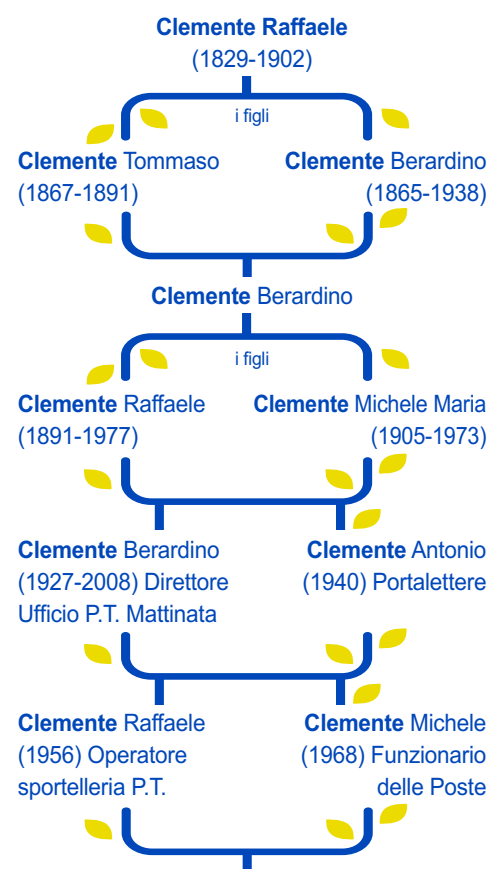 Clemente Raffaele
(1829-1902)
i figli
Clemente Tommaso
(1867-1891)
Clemente Berardino
(1865-1938)
Clemente Berardino
i figli
Clemente Raffaele
(1891-1977)
Clemente Michele Maria
(1905-1973)
Clemente Berardino
(1927-2008) Direttore
Ufficio P.T. Mattinata
Clemente Antonio
(1940) Portalettere
Clemente Raffaele
(1956) Operatore
sportelleria P.T.
Clemente Michele
(1968) Funzionario
delle Poste